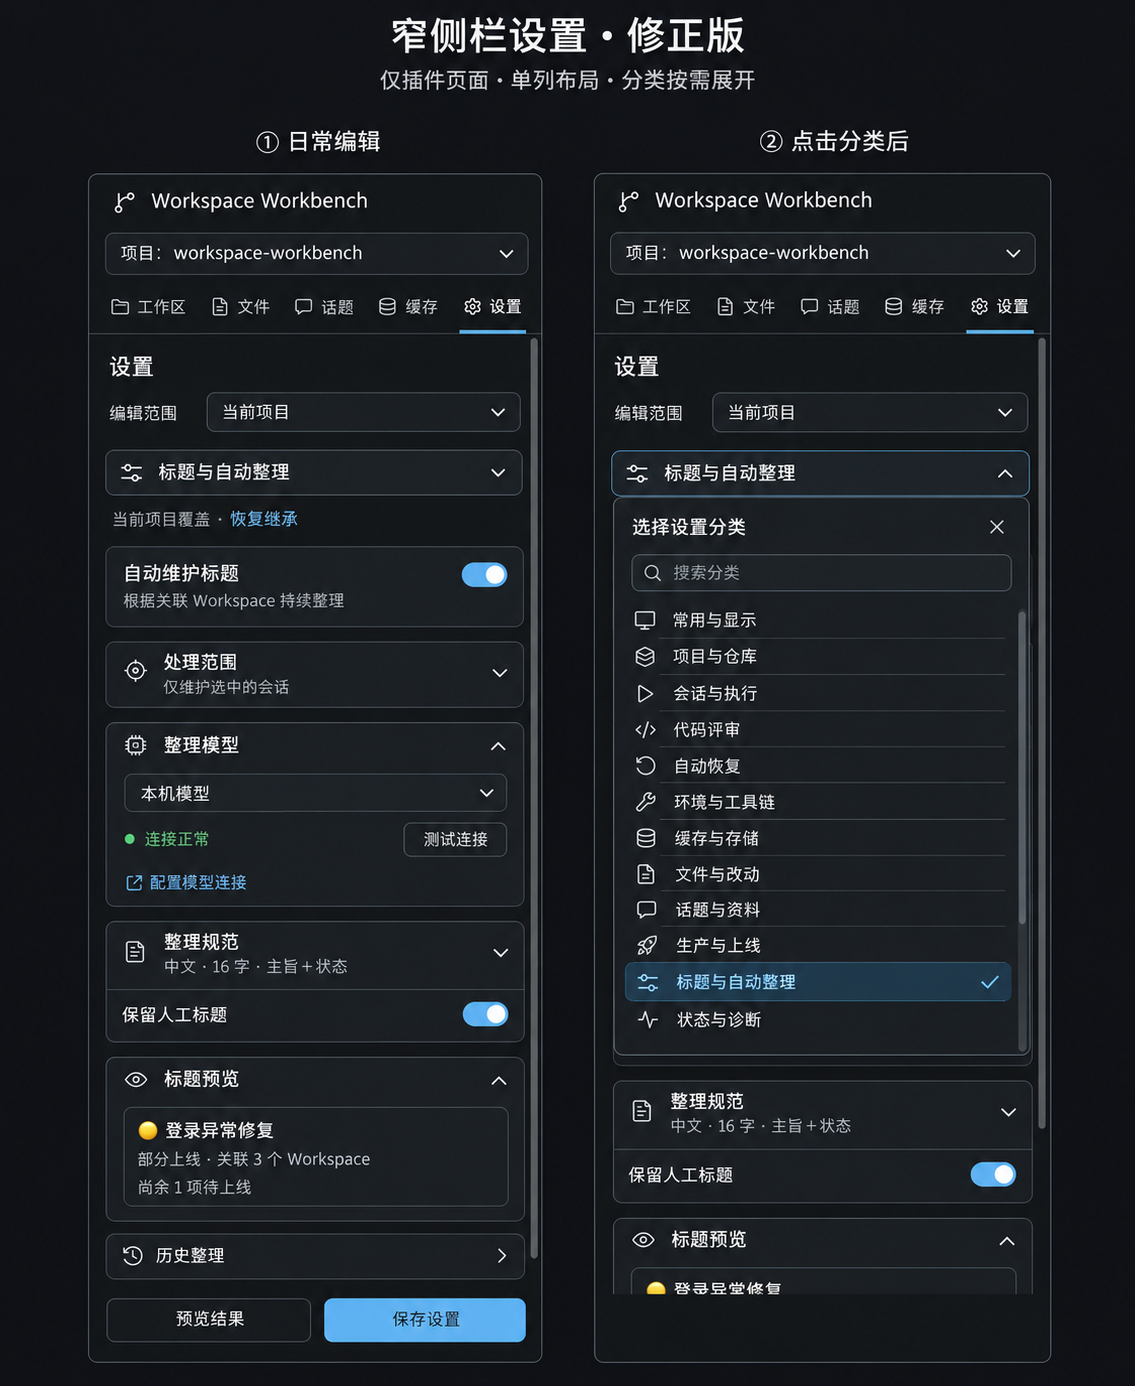 窄侧栏设置·修正版
仅插件页面·单列布局·分类按需展开
① 日常编辑
Workspace Workbench
项目：workspace-workbench
工作区 文件 话题 缓存 设置
设置
编辑范围 当前项目
标题与自动整理
当前项目覆盖·恢复继承
自动维护标题
根据关联 Workspace 持续整理
处理范围
仅维护选中的会话
整理模型
本机模型
连接正常 测试连接
配置模型连接
整理规范
中文·16 字·主旨+状态
保留人工标题
标题预览
登录异常修复
部分上线·关联 3 个 Workspace
尚余 1 项待上线
历史整理
预览结果 保存设置
② 点击分类后
Workspace Workbench
项目：workspace-workbench
工作区 文件 话题 缓存 设置
设置
编辑范围 当前项目
标题与自动整理
选择设置分类
搜索分类
常用与显示
项目与仓库
会话与执行
代码评审
自动恢复
环境与工具链
缓存与存储
文件与改动
话题与资料
生产与上线
标题与自动整理
状态与诊断
整理规范
中文·16 字·主旨+状态
保留人工标题
标题预览
登录异常修复